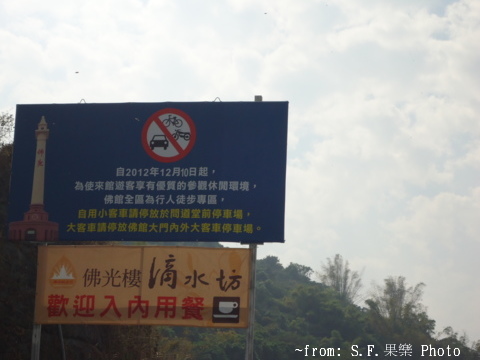 自2012年12月10日起，
為使來館遊客享有優質的參觀休閒環境，
佛館全區為行人徒步專區，
自用小客車請停放於問道堂前停車場，
大客車請停放佛館大門內外大客車停車場。
佛光樓 滴水坊
歡迎入內用餐
~from: S.F.果樂 Photo